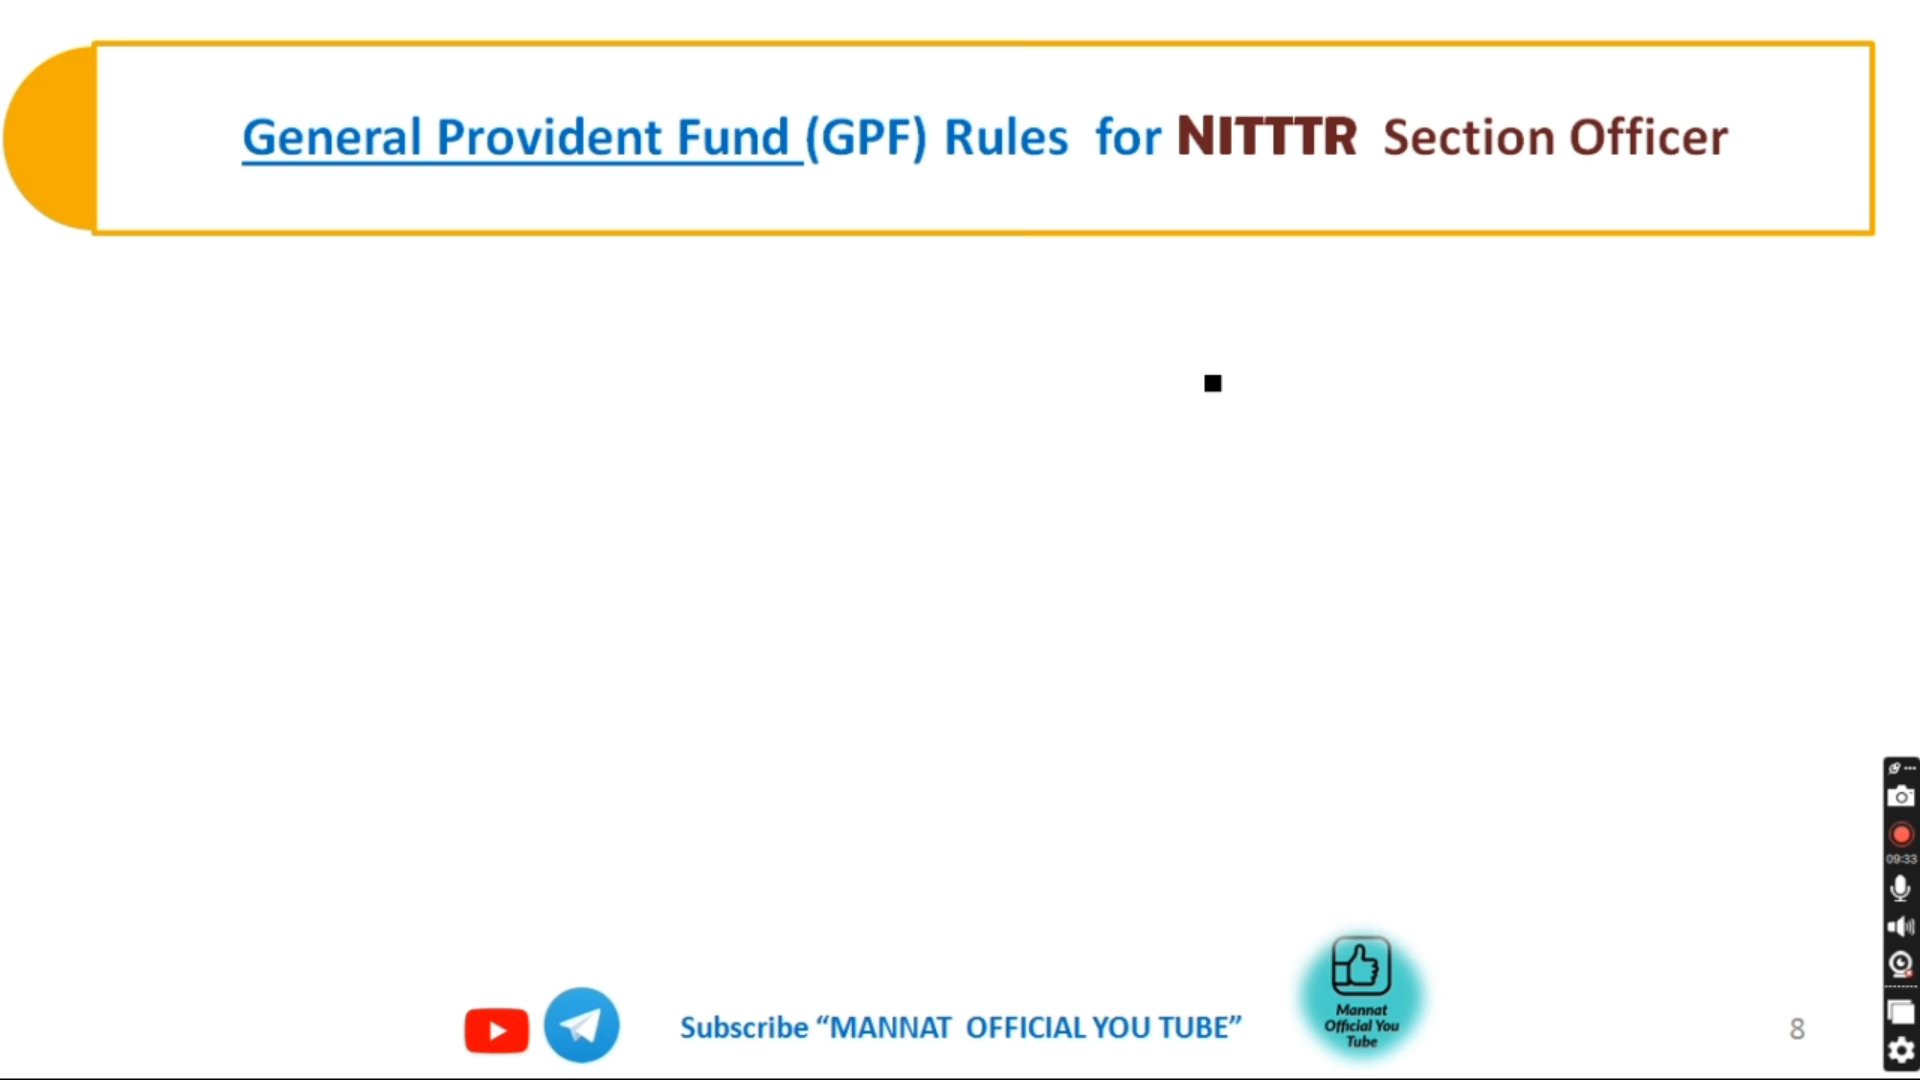 General Provident Fund (GPF) Rules for NITTTR Section Officer
09:33
Subscribe “MANNAT OFFICIAL YOU TUBE”
Mannat
Official You
Tube
8